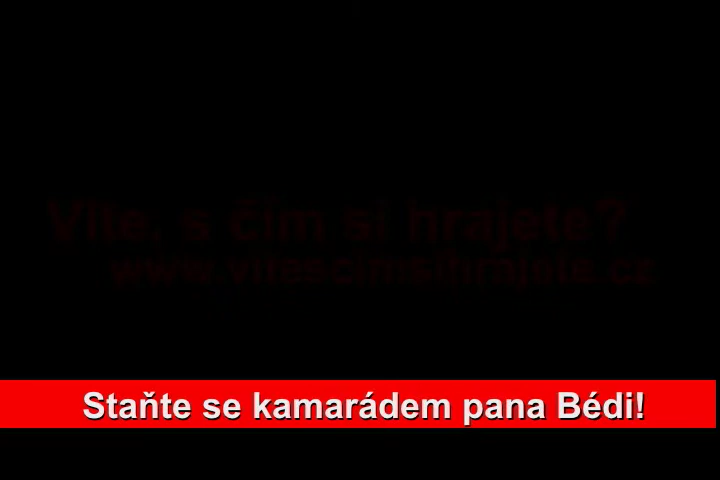 Víte, s čím si hrajete?
www.vitescimsihrajete.cz
Staňte se kamarádem pana Bédi!